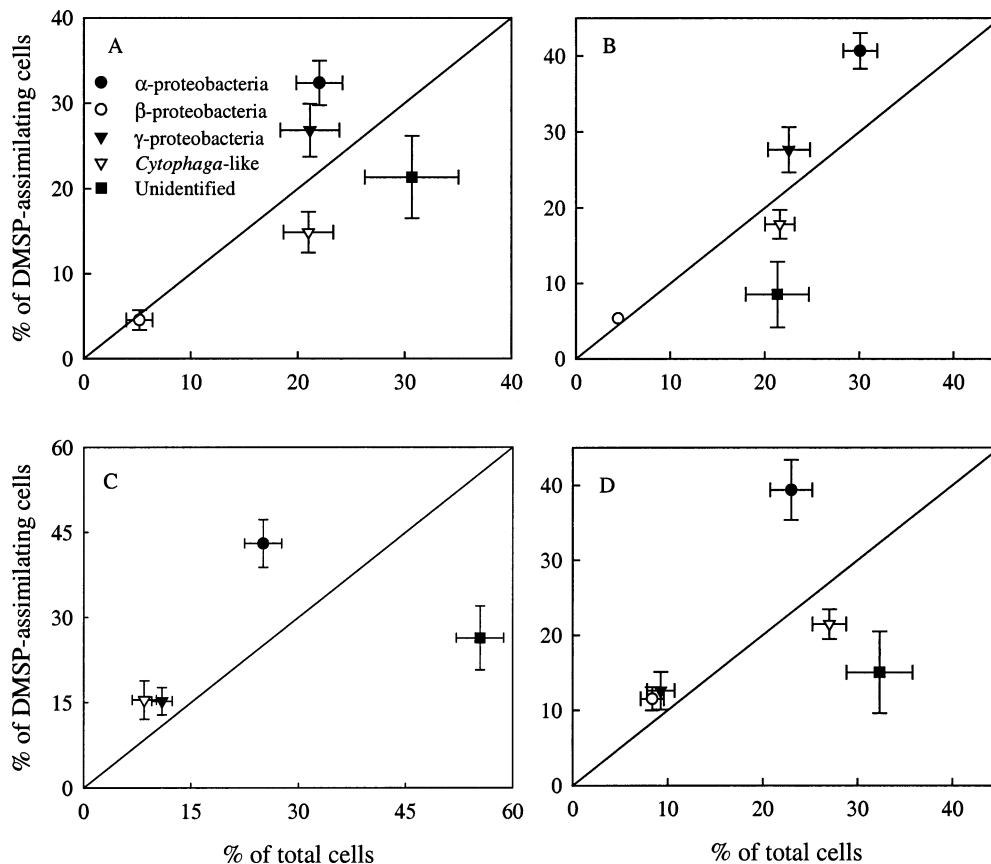 A
α-proteobacteria
β-proteobacteria
γ-proteobacteria
Cytophaga-like
Unidentified
% of DMSP-assimilating cells
40
30
20
10
0
0 10 20 30 40
B
40
30
20
10
0
0 10 20 30 40
C
% of DMSP-assimilating cells
60
45
30
15
0
0 15 30 45 60
% of total cells
D
40
30
20
10
0
0 10 20 30 40
% of total cells